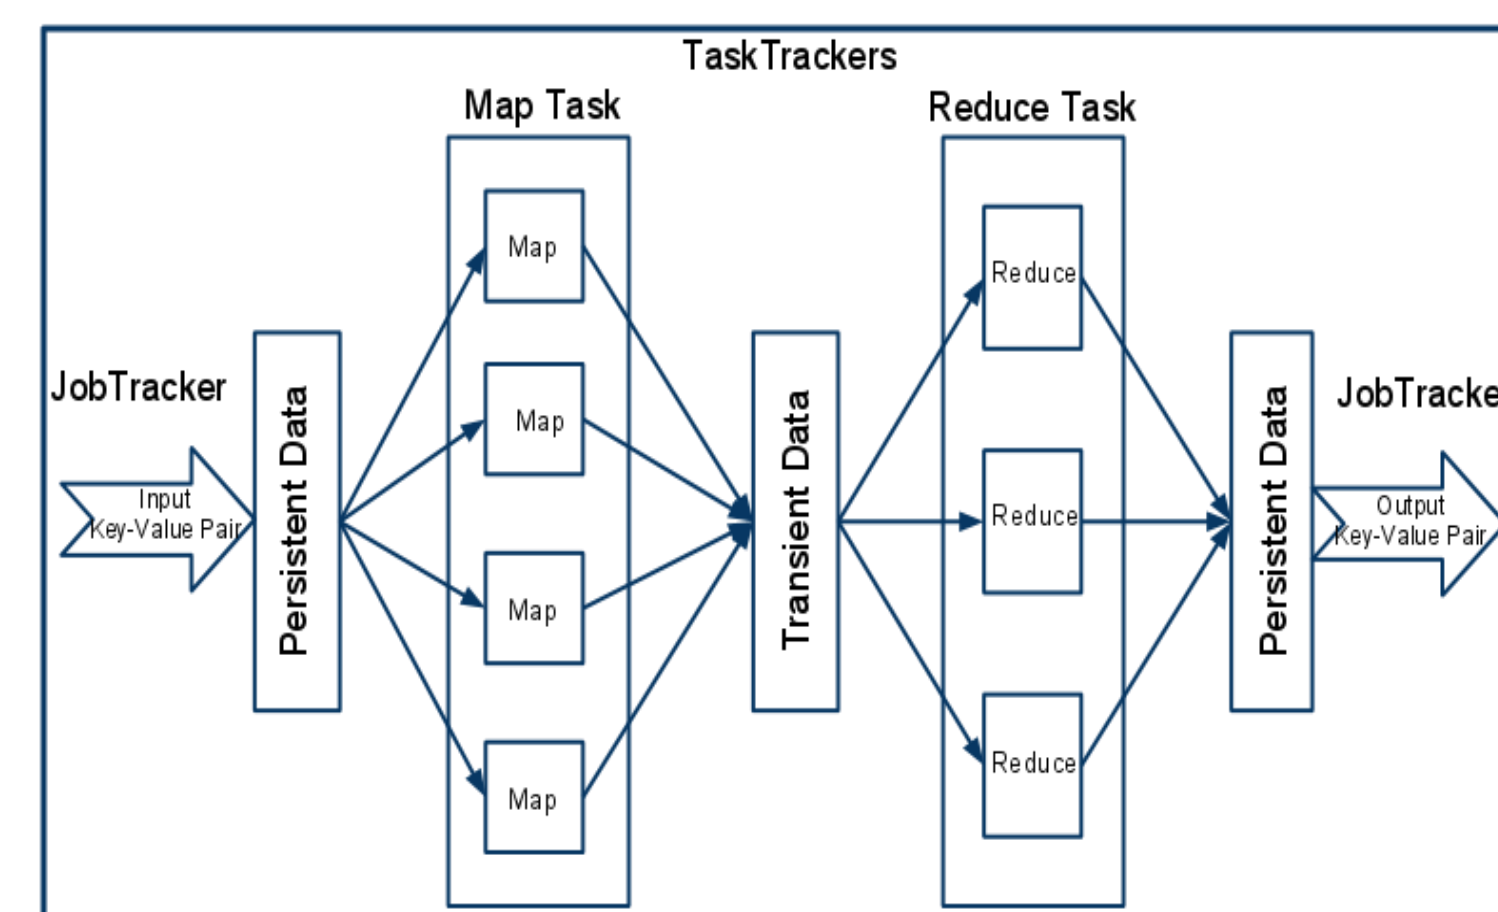 TaskTrackers
Map Task
Reduce Task
JobTracker
Input
Key-Value Pair
Persistent Data
Map
Map
Map
Map
Transient Data
Reduce
Reduce
Reduce
Persistent Data
JobTracke
Output
Key-Value Pair